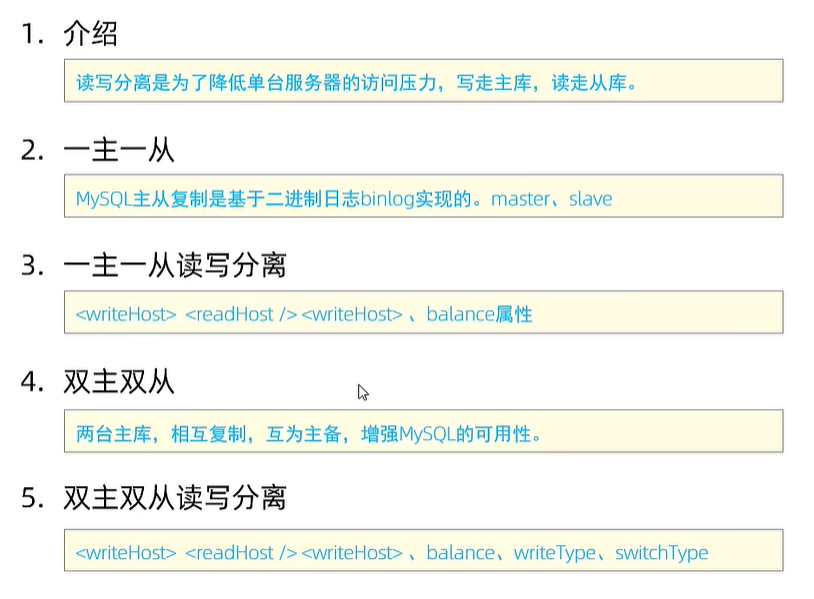 1. 介绍
读写分离是为了降低单台服务器的访问压力，写走主库，读走从库。
2. 一主一从
MySQL主从复制是基于二进制日志binlog实现的。master、slave
3. 一主一从读写分离
<writeHost> <readHost /> <writeHost> 、balance属性
4. 双主双从
两台主库，相互复制，互为主备，增强MySQL的可用性。
5. 双主双从读写分离
<writeHost> <readHost /> <writeHost> 、balance、writeType、switchType